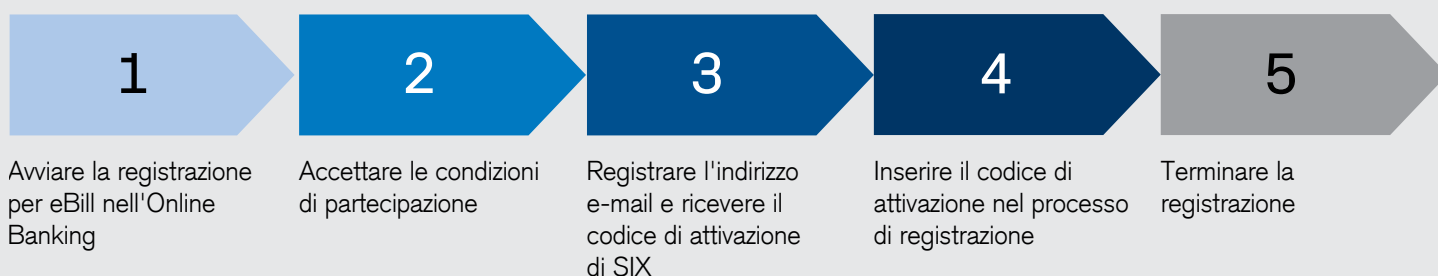 1
2
3
4
5
Avviare la registrazione
per eBill nell'Online
Banking
Accettare le condizioni
di partecipazione
Registrare l'indirizzo
e-mail e ricevere il
codice di attivazione
di SIX
Inserire il codice di
attivazione nel processo
di registrazione
Terminare la
registrazione